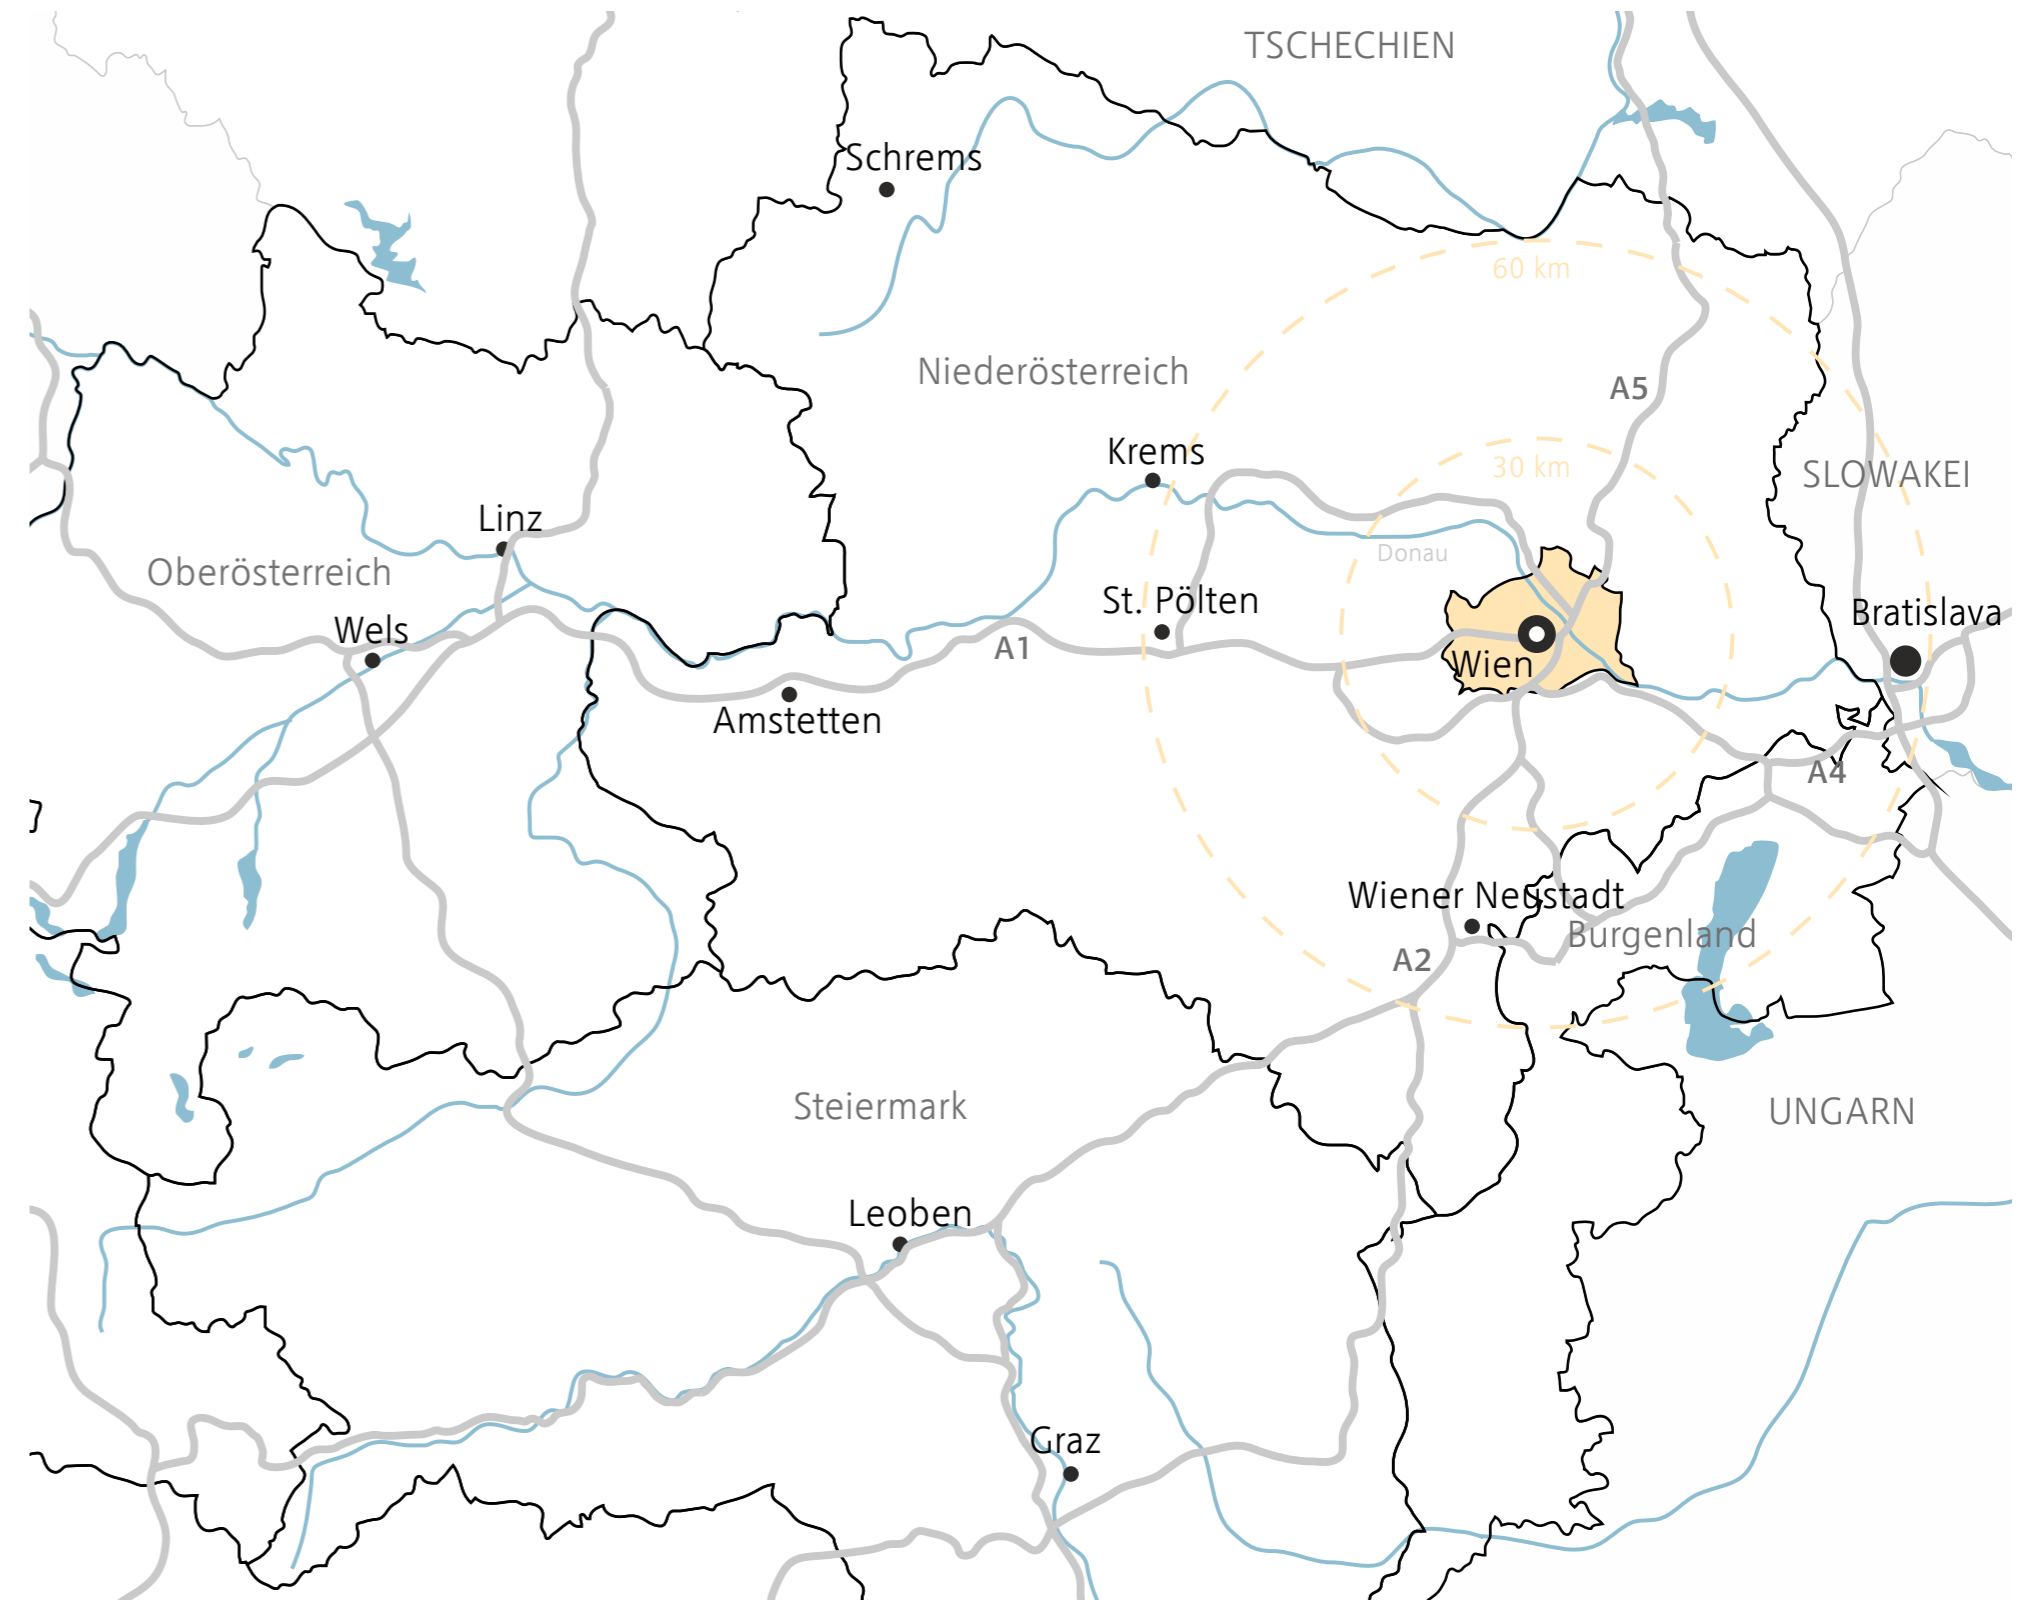 TSCHECHIEN
Schrems
60 km
Niederösterreich
A5
Krems
30 km
SLOWAKEI
Linz
Donau
Oberösterreich
St. Pölten
Bratislava
Wels
A1
Wien
Amstetten
A4
Wiener Neustadt
Burgenland
A2
Steiermark
UNGARN
Leoben
Graz